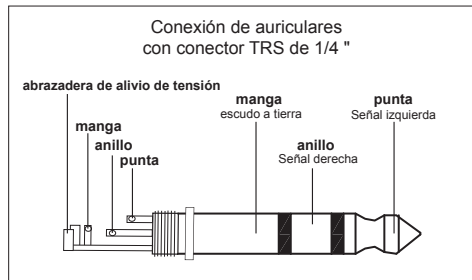 Conexión de auriculares
con conector TRS de 1/4 "
abrazadera de alivio de tensión
manga
anillo
punta
manga
escudo a tierra
anillo
Señal derecha
punta
Señal izquierda